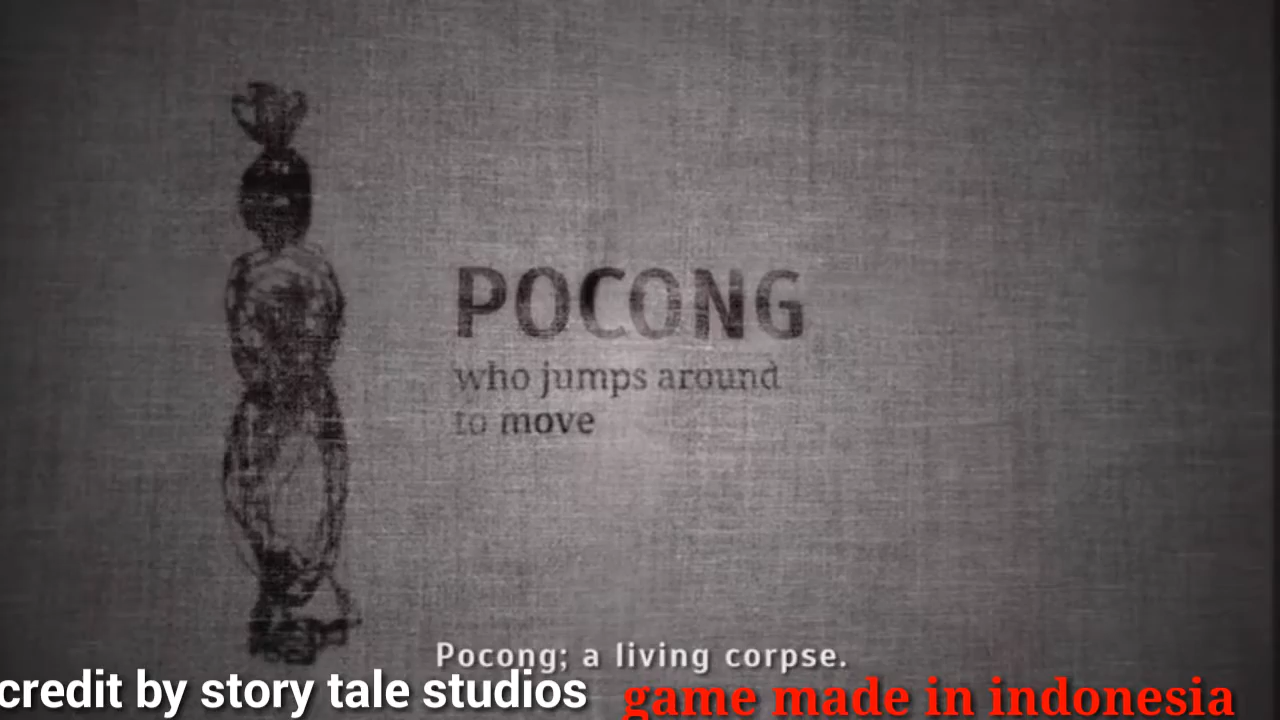 POCONG
who jumps around
to move
Pocong; a living corpse.
credit by story tale studios
game made in indonesia